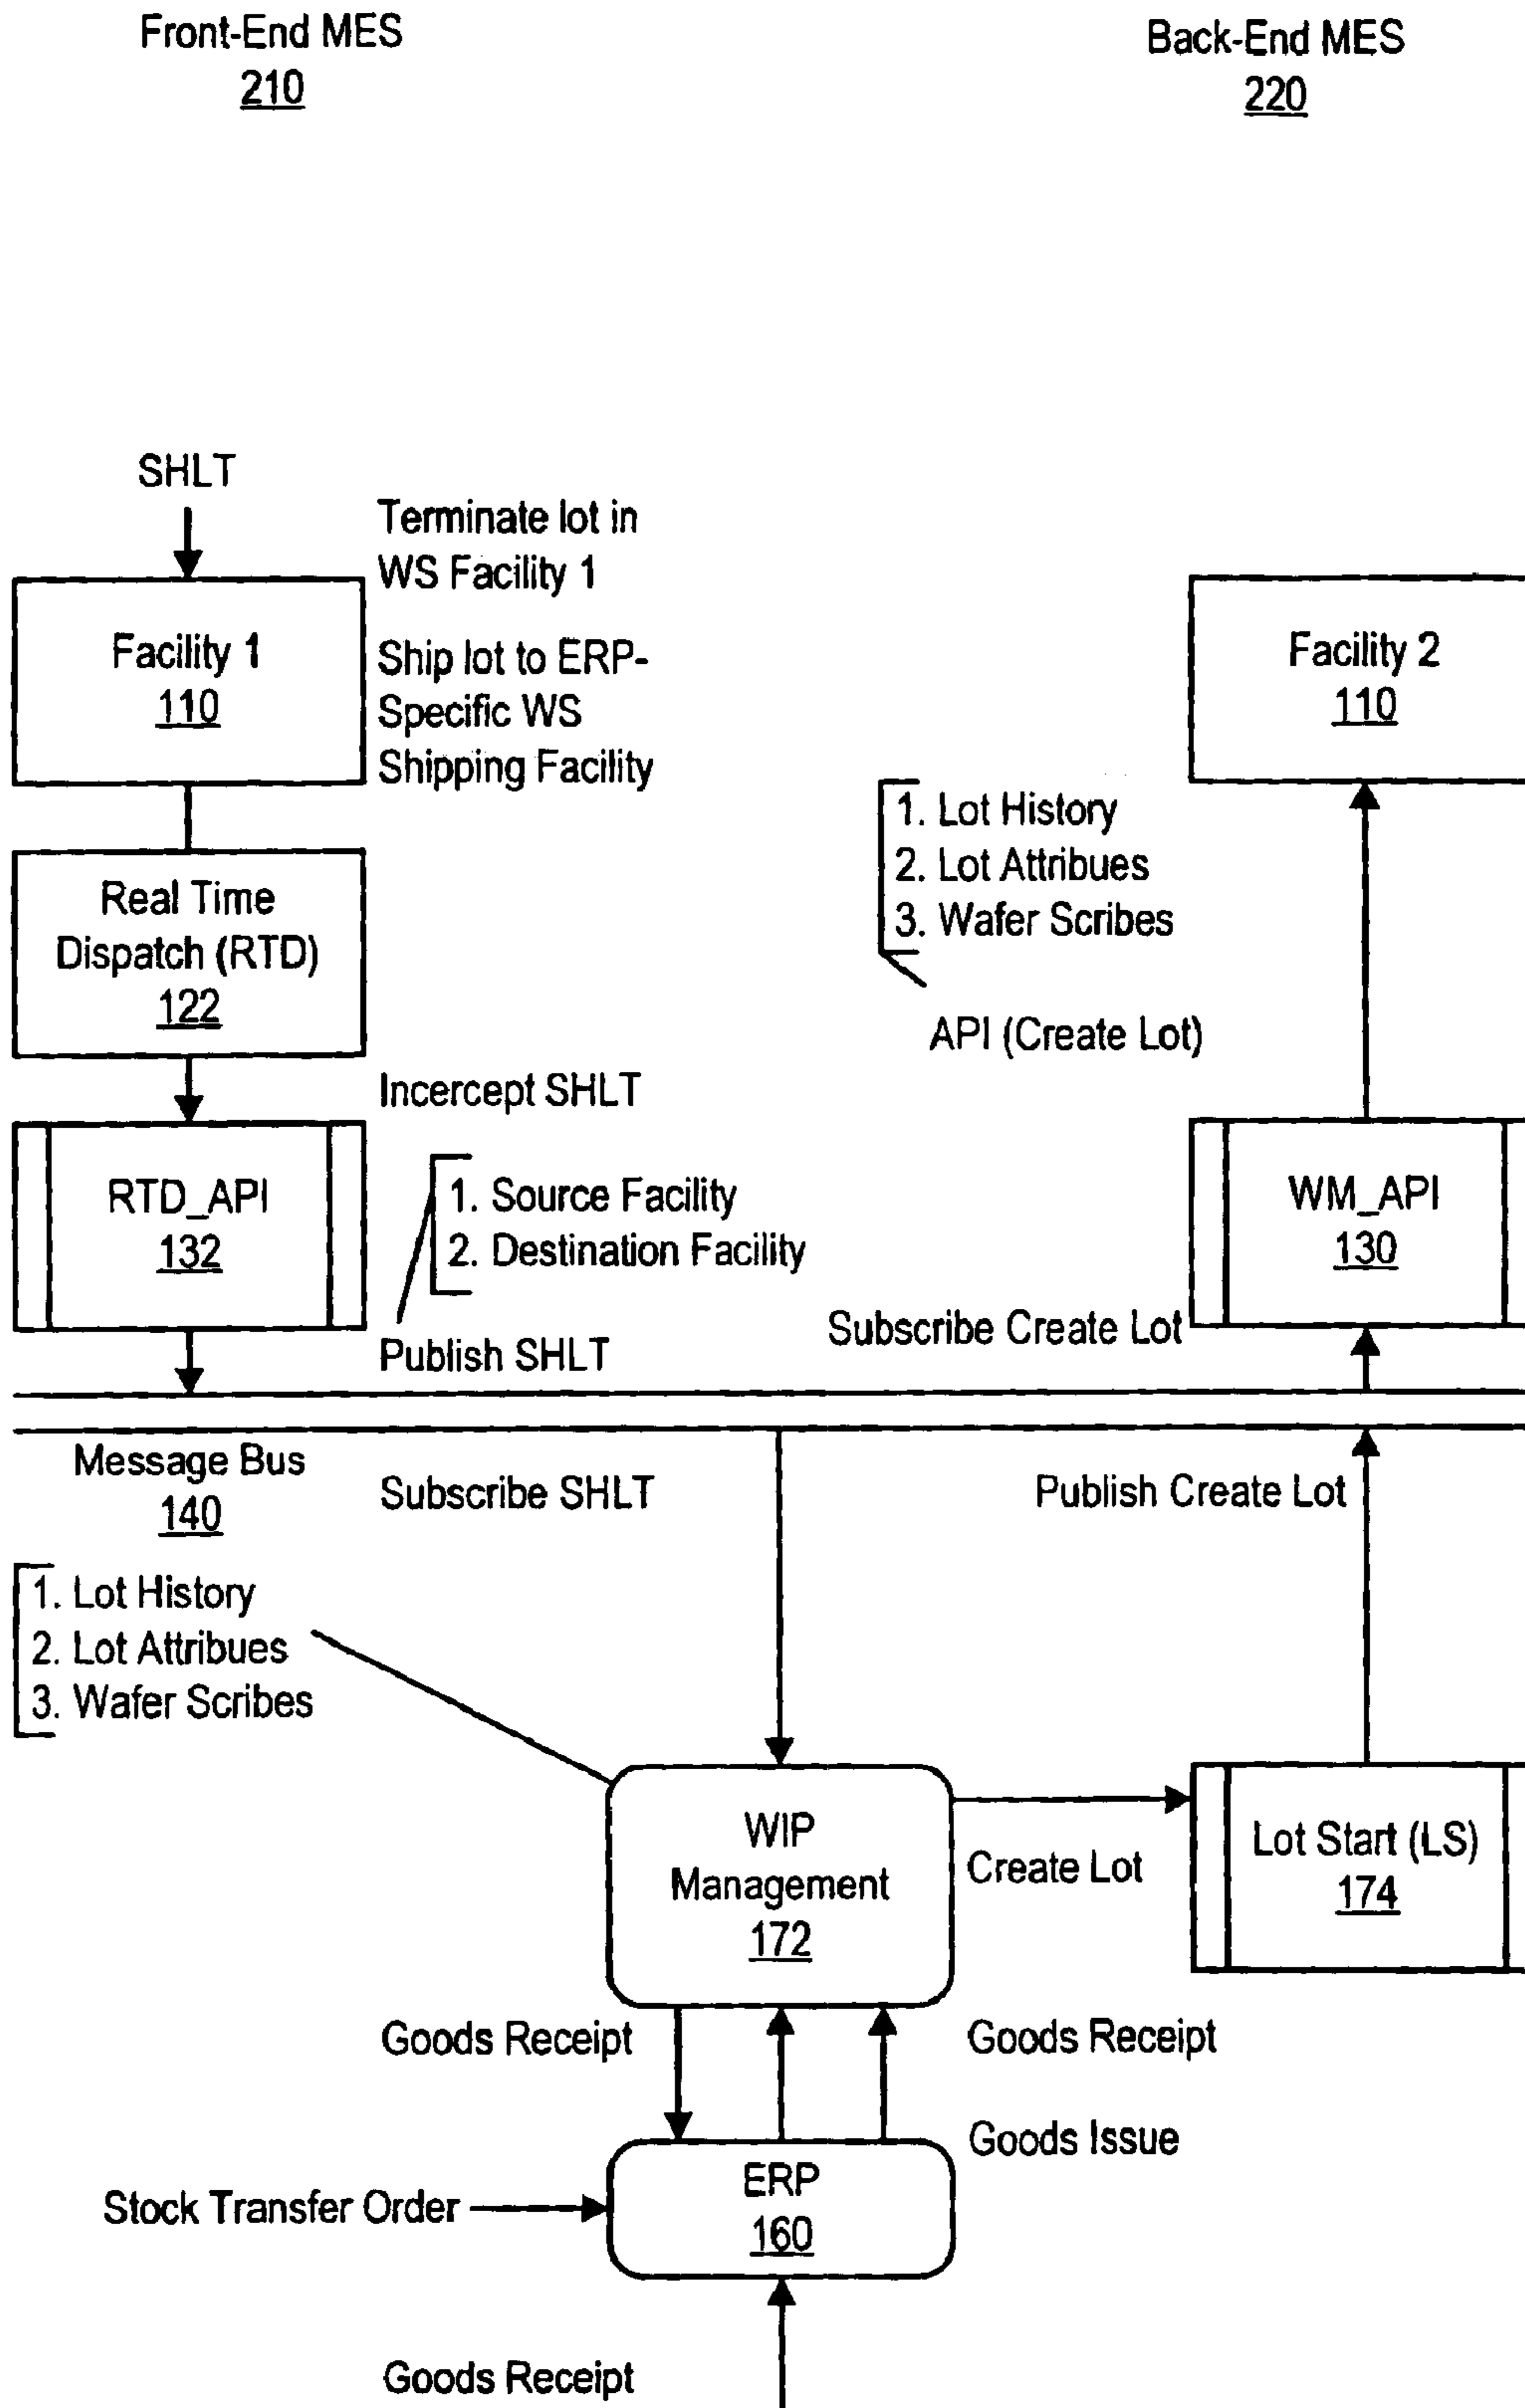 Front-End MES
210
Back-End MES
220
SHLT
Terminate lot in
WS Facility 1
Facility 1
110
Ship lot to ERP-
Specific WS
Shipping Facility
Facility 2
110
1. Lot History
2. Lot Attribues
3. Wafer Scribes
Real Time
Dispatch (RTD)
122
API (Create Lot)
Incercept SHLT
RTD_API
132
1. Source Facility
2. Destination Facility
WM_API
130
Publish SHLT
Subscribe Create Lot
Message Bus
140
Subscribe SHLT
Publish Create Lot
1. Lot History
2. Lot Attribues
3. Wafer Scribes
WIP
Management
172
Create Lot
Lot Start (LS)
174
Goods Receipt
Goods Receipt
Goods Issue
ERP
160
Stock Transfer Order
Goods Receipt